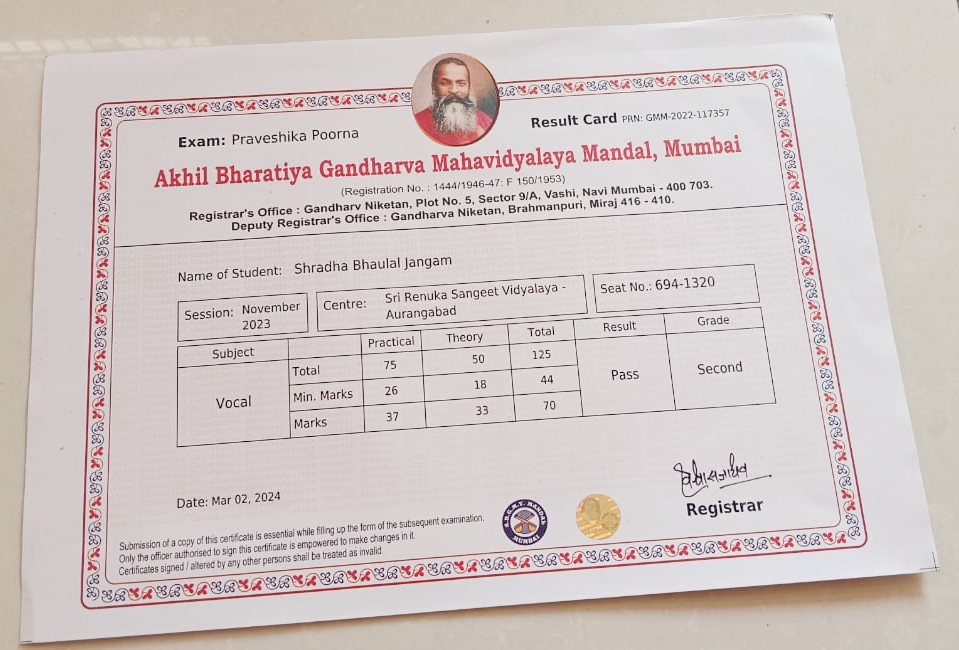 Exam: Praveshika Poorna
Result Card PRN: GMM-2022-117357
Akhil Bharatiya Gandharva Mahavidyalaya Mandal, Mumbai
(Registration No. : 1444/1946-47: F 150/1953)
Registrar's Office : Gandharv Niketan, Plot No. 5, Sector 9/A, Vashi, Navi Mumbai - 400 703.
Deputy Registrar's Office : Gandharva Niketan, Brahmanpuri, Miraj 416 - 410.
Name of Student: Shradha Bhaulal Jangam
Session: November 2023
Centre: Sri Renuka Sangeet Vidyalaya -
Aurangabad
Seat No.: 694-1320
Subject Practical Theory Total Result Grade
Vocal
Total 75 50 125
Min. Marks 26 18 44
Marks 37 33 70
Pass
Second
Date: Mar 02, 2024
Registrar
Submission of a copy of this certificate is essential while filling up the form of the subsequent examination.
Only the officer authorised to sign this certificate is empowered to make changes in it.
Certificates signed / altered by any other persons shall be treated as invalid.
MUMBAI